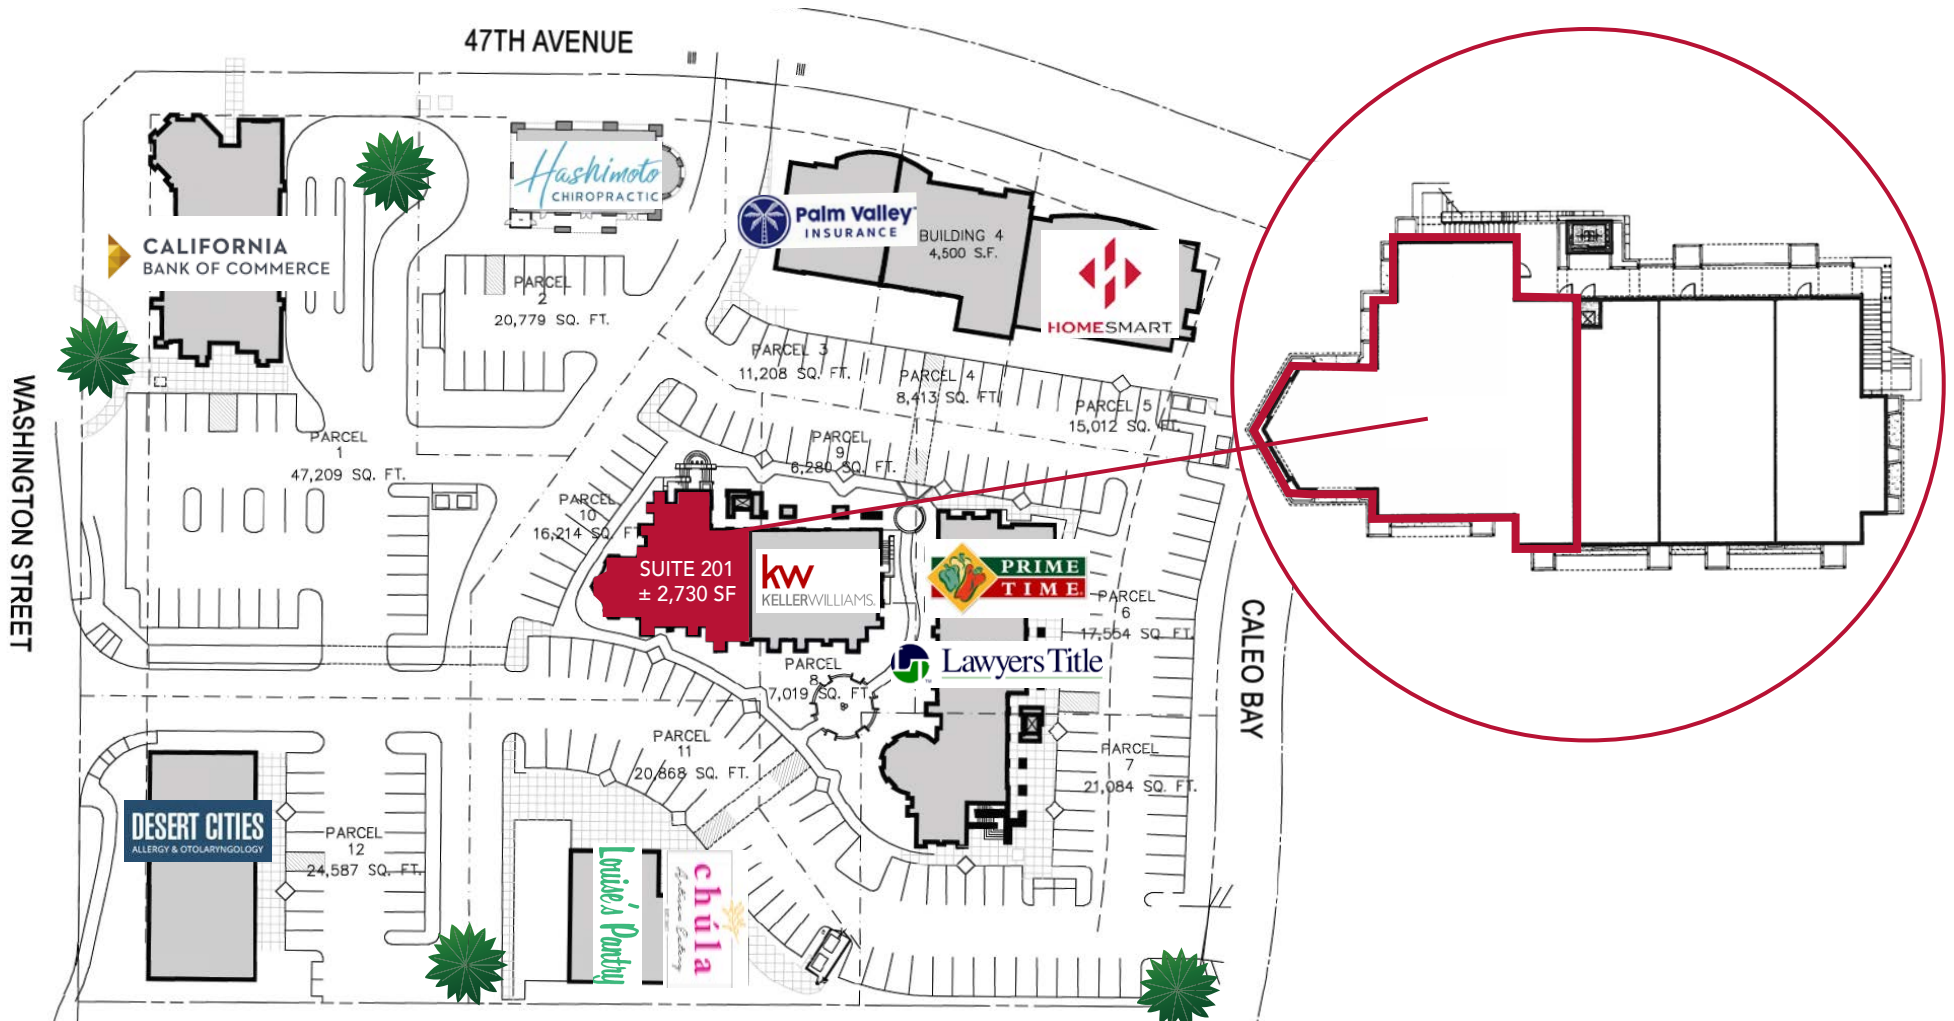 47TH AVENUE
WASHINGTON STREET
CALEO BAY
CALIFORNIA
BANK OF COMMERCE
Hashimoto
CHIROPRACTIC
Palm Valley
INSURANCE
BUILDING 4
4,500 S.F.
HOMESMART
PARCEL
2
20,779 SQ. FT.
PARCEL 3
11,208 SQ. FT.
PARCEL 4
8,413 SQ. FT.
PARCEL 5
15,012 SQ. FT.
PARCEL
1
47,209 SQ. FT.
PARCEL
9
6,280 SQ. FT.
PARCEL
10
16,214 SQ. FT
SUITE 201
± 2,730 SF
kw
KELLERWILLIAMS.
PRIME
TIME
PARCEL
6
17,554 SQ. FT.
Lawyers Title
PARCEL
8
7,019 SQ. FT.
PARCEL
11
20,868 SQ. FT.
PARCEL
7
21,084 SQ. FT.
DESERT CITIES
ALLERGY & OTOLARYNGOLOGY
PARCEL
12
24,587 SQ. FT.
Louise's Pantry
chúla
Artisan Eatery